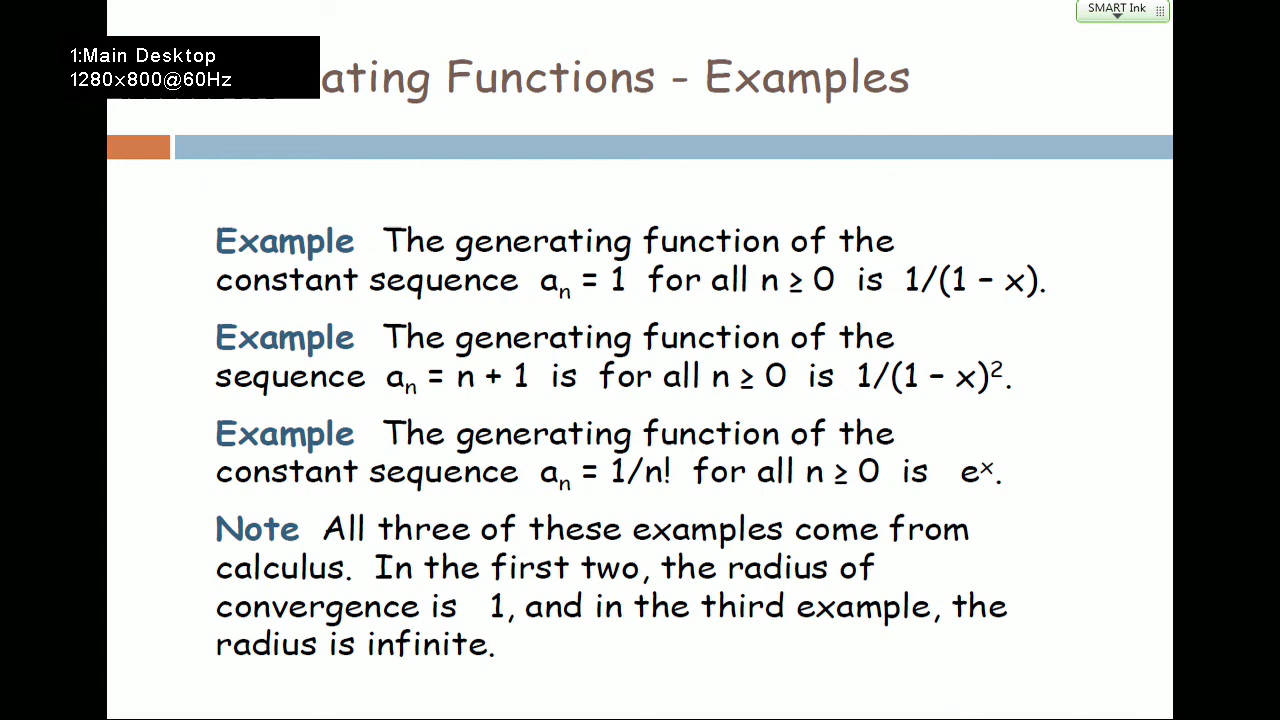 SMART Ink
1:Main Desktop
1280x800@60Hz
ating Functions - Examples
Example The generating function of the
constant sequence aₙ = 1 for all n ≥ 0 is 1/(1 – x).
Example The generating function of the
sequence aₙ = n + 1 is for all n ≥ 0 is 1/(1 – x)².
Example The generating function of the
constant sequence aₙ = 1/n! for all n ≥ 0 is eˣ.
Note All three of these examples come from
calculus. In the first two, the radius of
convergence is 1, and in the third example, the
radius is infinite.